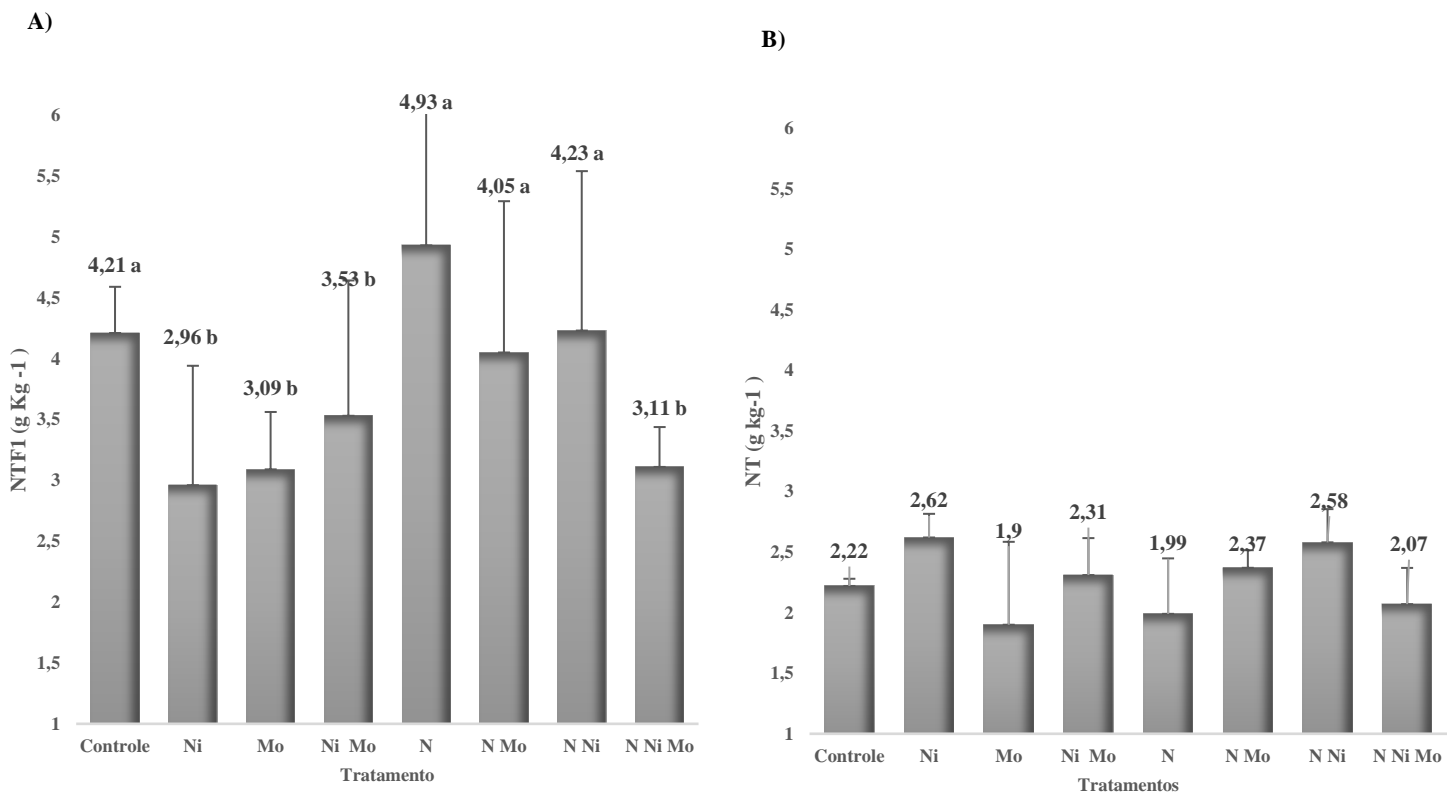 A)
NTF1 (g Kg -1 )
6
5,5
5
4,5
4
3,5
3
2,5
2
1,5
1
4,21 a
2,96 b
3,09 b
3,53 b
4,93 a
4,05 a
4,23 a
3,11 b
Controle Ni Mo Ni Mo N N Mo N Ni N Ni Mo
Tratamento
B)
NT (g kg-1 )
6
5,5
5
4,5
4
3,5
3
2,5
2
1,5
1
2,22
2,62
1,9
2,31
1,99
2,37
2,58
2,07
Controle Ni Mo Ni Mo N N Mo N Ni N Ni Mo
Tratamentos